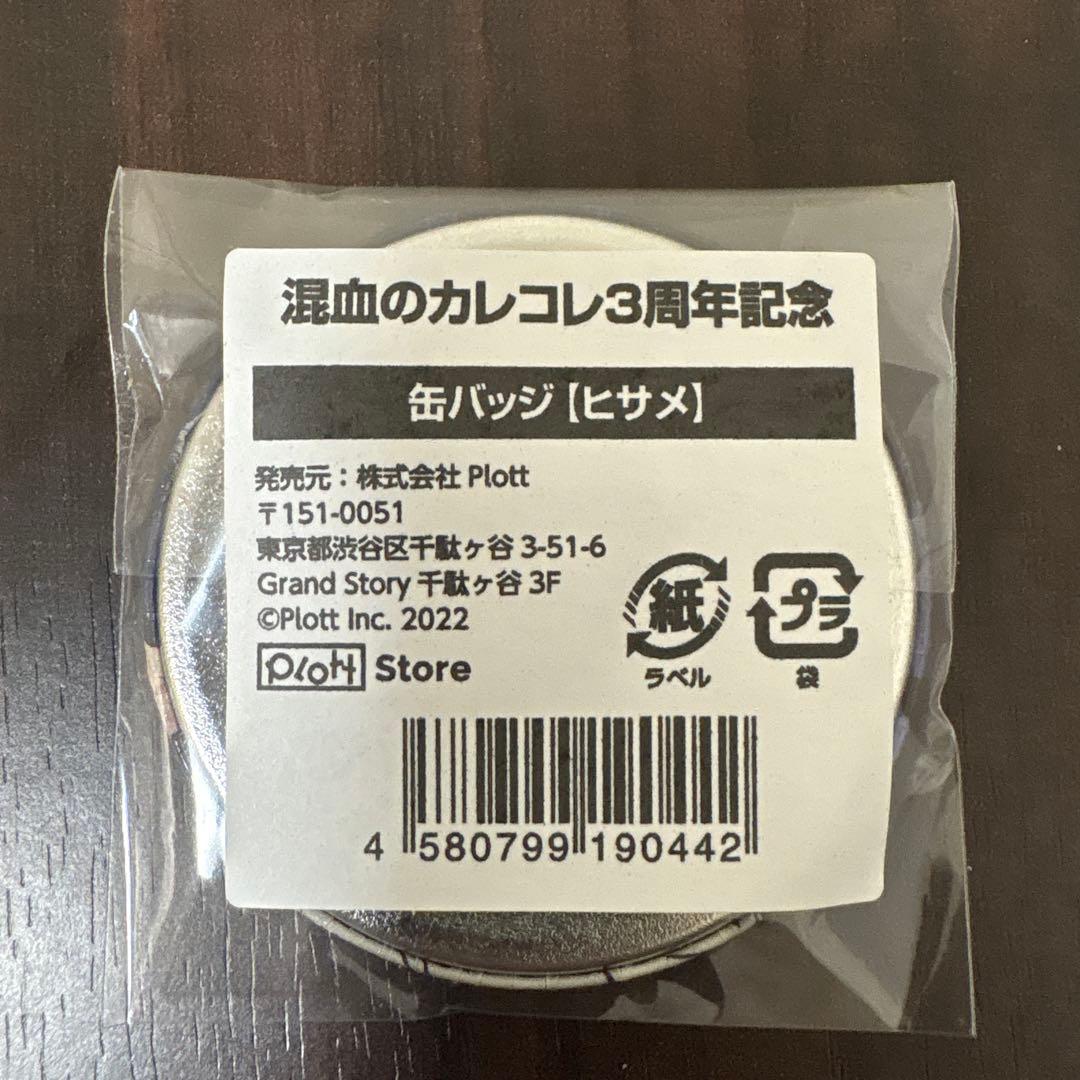 混血のカレコレ3周年記念
缶バッジ【ヒサメ】
発売元：株式会社 Plott
〒151-0051
東京都渋谷区千駄ヶ谷 3-51-6
Grand Story 千駄ヶ谷 3F
©Plott Inc. 2022
Plott Store
紙
ラベル
プラ
袋
4 580799 190442